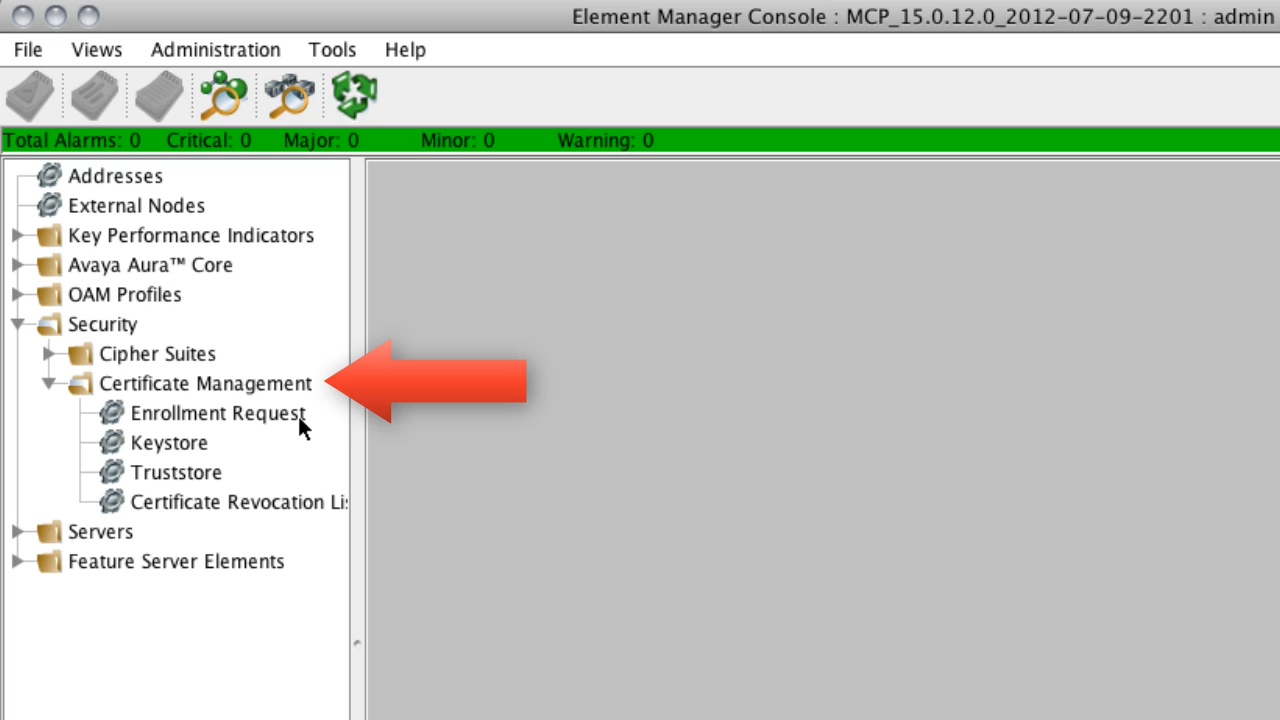 Element Manager Console : MCP_15.0.12.0_2012-07-09-2201 : admin
File Views Administration Tools Help
Total Alarms: 0 Critical: 0 Major: 0 Minor: 0 Warning: 0
Addresses
External Nodes
Key Performance Indicators
Avaya Aura™ Core
OAM Profiles
Security
Cipher Suites
Certificate Management
Enrollment Request
Keystore
Truststore
Certificate Revocation
Servers
Feature Server Elements